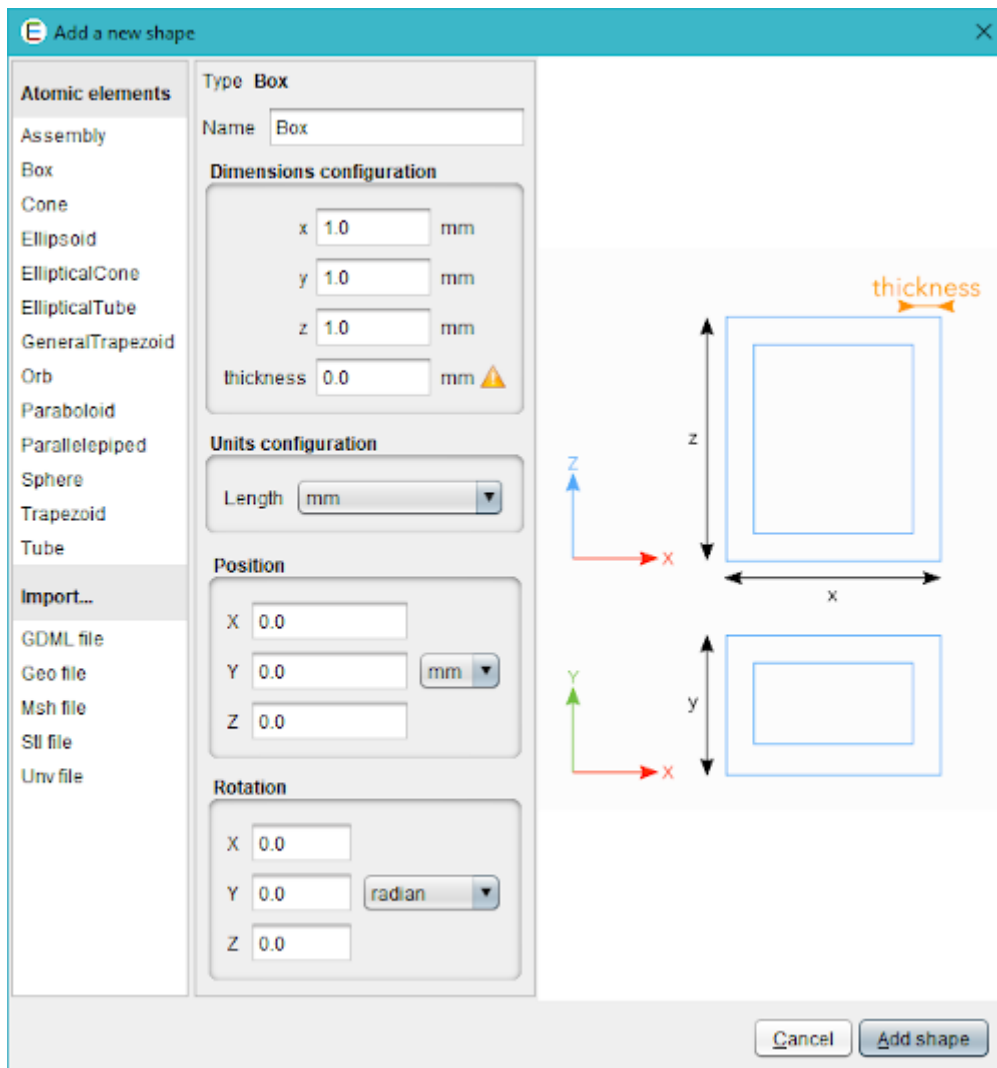 Add a new shape
Atomic elements
Assembly
Box
Cone
Ellipsoid
EllipticalCone
EllipticalTube
GeneralTrapezoid
Orb
Paraboloid
Parallelepiped
Sphere
Trapezoid
Tube
Import...
GDML file
Geo file
Msh file
Stl file
Unv file
Type Box
Name Box
Dimensions configuration
x 1.0 mm
y 1.0 mm
z 1.0 mm
thickness 0.0 mm
Units configuration
Length mm
Position
X 0.0
Y 0.0 mm
Z 0.0
Rotation
X 0.0
Y 0.0 radian
Z 0.0
thickness
z
Z
X
x
Y
y
X
Cancel
Add shape